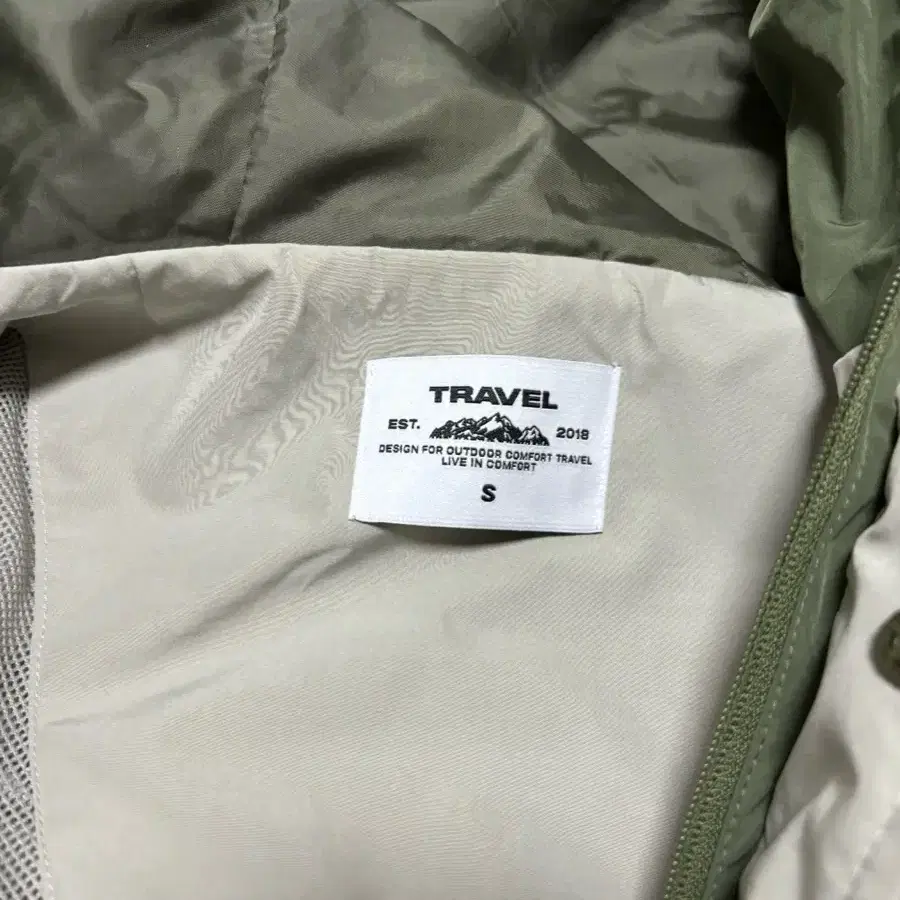 TRAVEL
EST. 2018
DESIGN FOR OUTDOOR COMFORT TRAVEL
LIVE IN COMFORT
S